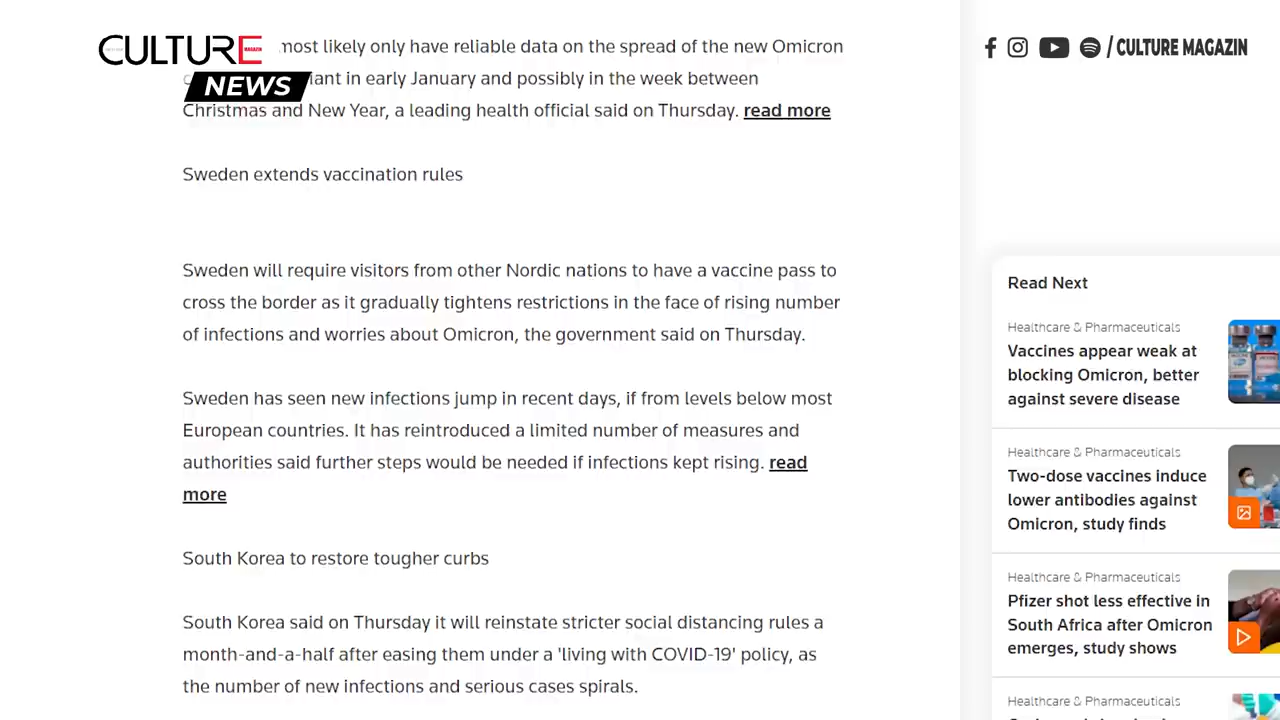 CULTURE
MAGAZIN
NEWS
/ CULTURE MAGAZIN
most likely only have reliable data on the spread of the new Omicron
iant in early January and possibly in the week between
Christmas and New Year, a leading health official said on Thursday. read more
Sweden extends vaccination rules
Sweden will require visitors from other Nordic nations to have a vaccine pass to
cross the border as it gradually tightens restrictions in the face of rising number
of infections and worries about Omicron, the government said on Thursday.
Sweden has seen new infections jump in recent days, if from levels below most
European countries. It has reintroduced a limited number of measures and
authorities said further steps would be needed if infections kept rising. read
more
South Korea to restore tougher curbs
South Korea said on Thursday it will reinstate stricter social distancing rules a
month-and-a-half after easing them under a 'living with COVID-19' policy, as
the number of new infections and serious cases spirals.
Read Next
Healthcare & Pharmaceuticals
Vaccines appear weak at
blocking Omicron, better
against severe disease
Healthcare & Pharmaceuticals
Two-dose vaccines induce
lower antibodies against
Omicron, study finds
Healthcare & Pharmaceuticals
Pfizer shot less effective in
South Africa after Omicron
emerges, study shows
Healthcare & Pharmaceuticals